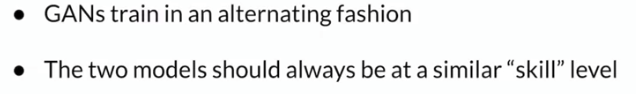 • GANs train in an alternating fashion
• The two models should always be at a similar “skill” level